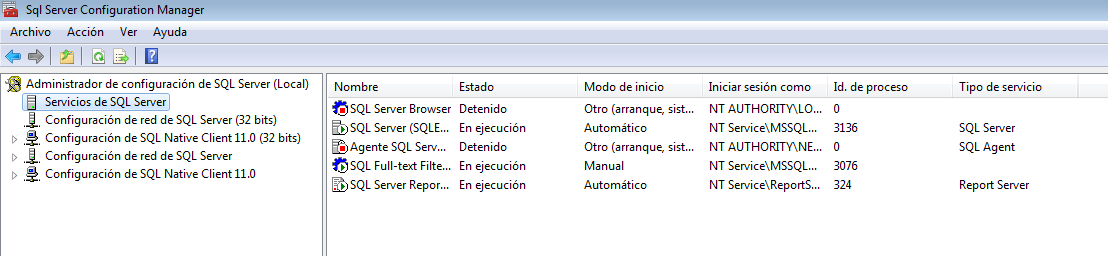 Sql Server Configuration Manager
Archivo Acción Ver Ayuda
Administrador de configuración de SQL Server (Local)
Servicios de SQL Server
Configuración de red de SQL Server (32 bits)
Configuración de SQL Native Client 11.0 (32 bits)
Configuración de red de SQL Server
Configuración de SQL Native Client 11.0
Nombre Estado Modo de inicio Iniciar sesión como Id. de proceso Tipo de servicio
SQL Server Browser Detenido Otro (arranque, sist... NT AUTHORITY\LO... 0
SQL Server (SQLE... En ejecución Automático NT Service\MSSQL... 3136 SQL Server
Agente SQL Serv... Detenido Otro (arranque, sist... NT AUTHORITY\NE... 0 SQL Agent
SQL Full-text Filte... En ejecución Manual NT Service\MSSQL... 3076
SQL Server Repor... En ejecución Automático NT Service\ReportS... 324 Report Server